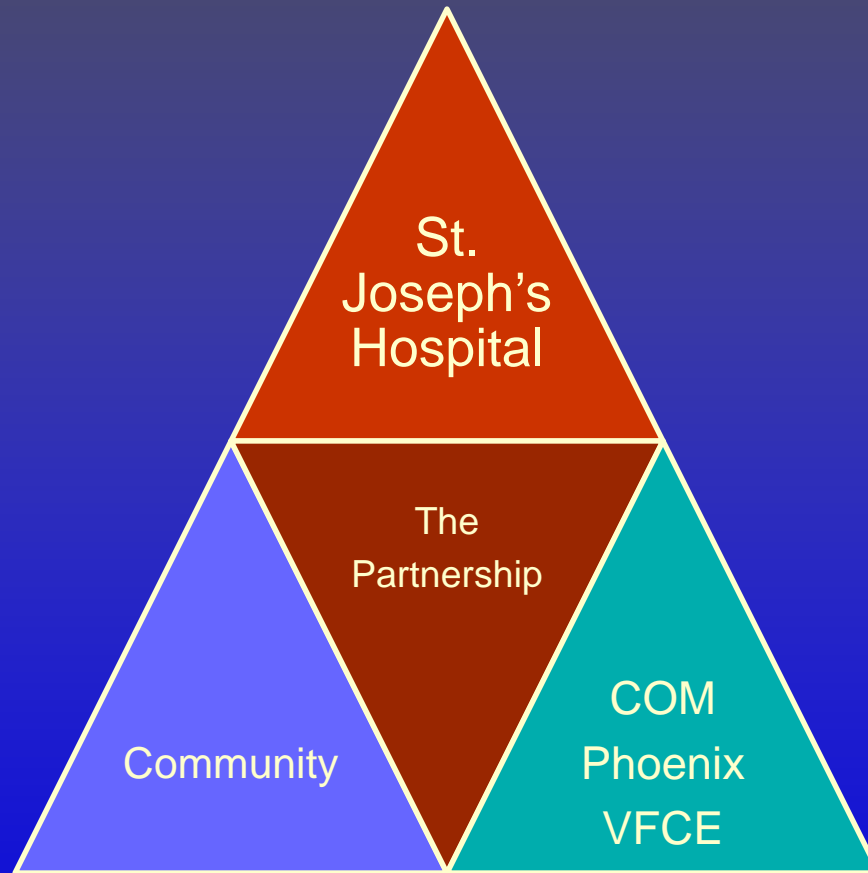 St.
Joseph’s
Hospital
The
Partnership
Community
COM
Phoenix
VFCE